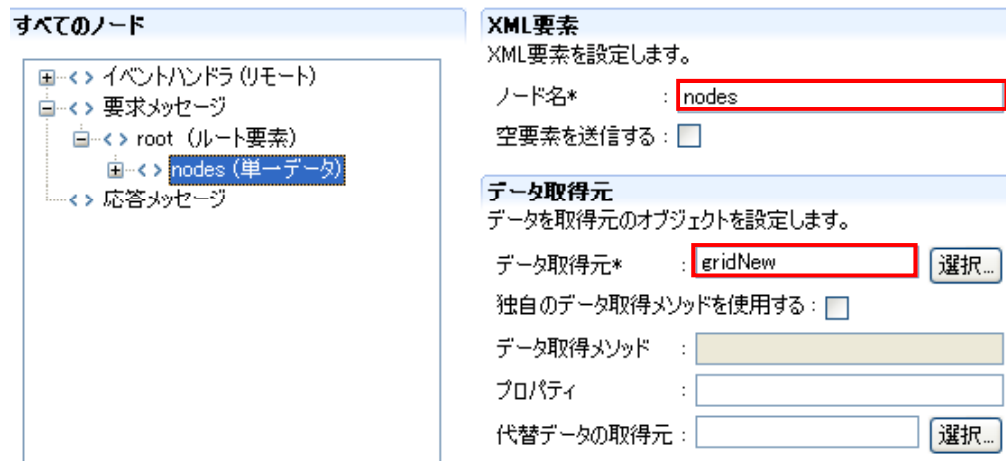 すべてのノード
イベントハンドラ(リモート)
要求メッセージ
root (ルート要素)
nodes(単一データ)
応答メッセージ
XML要素
XML要素を設定します。
ノード名* : nodes
空要素を送信する :
データ取得元
データを取得元のオブジェクトを設定します。
データ取得元* : gridNew 選択...
独自のデータ取得メソッドを使用する :
データ取得メソッド :
プロパティ :
代替データの取得元 : 選択...